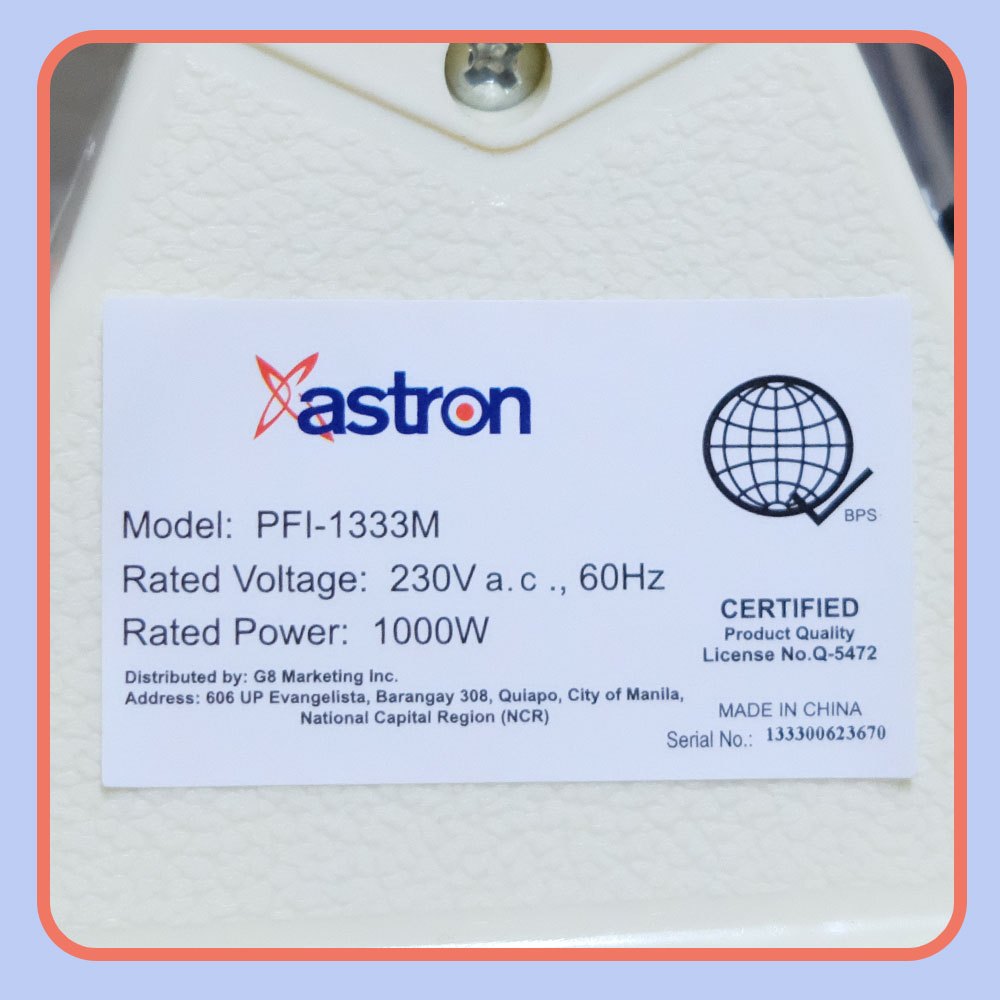 astron
BPS
Model: PFI-1333M
Rated Voltage: 230V a.c ., 60Hz
Rated Power: 1000W
CERTIFIED
Product Quality
License No.Q-5472
Distributed by: G8 Marketing Inc.
Address: 606 UP Evangelista, Barangay 308, Quiapo, City of Manila,
National Capital Region (NCR)
MADE IN CHINA
Serial No.: 133300623670